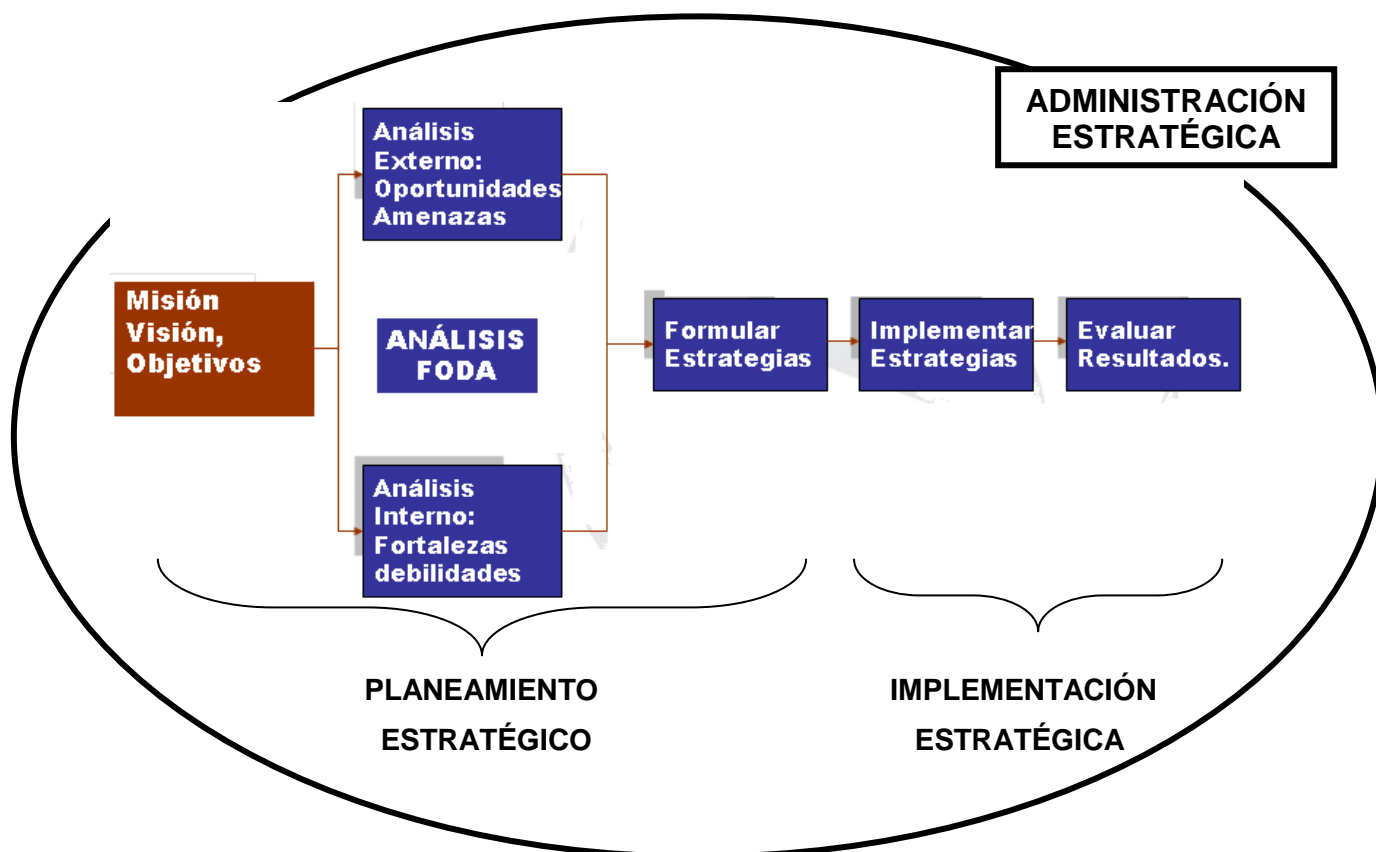 ADMINISTRACIÓN
ESTRATÉGICA
Análisis
Externo:
Oportunidades
Amenazas
Misión
Visión,
Objetivos
ANÁLISIS
FODA
Formular
Estrategias
Implementar
Estrategias
Evaluar
Resultados.
Análisis
Interno:
Fortalezas
debilidades
PLANEAMIENTO
ESTRATÉGICO
IMPLEMENTACIÓN
ESTRATÉGICA